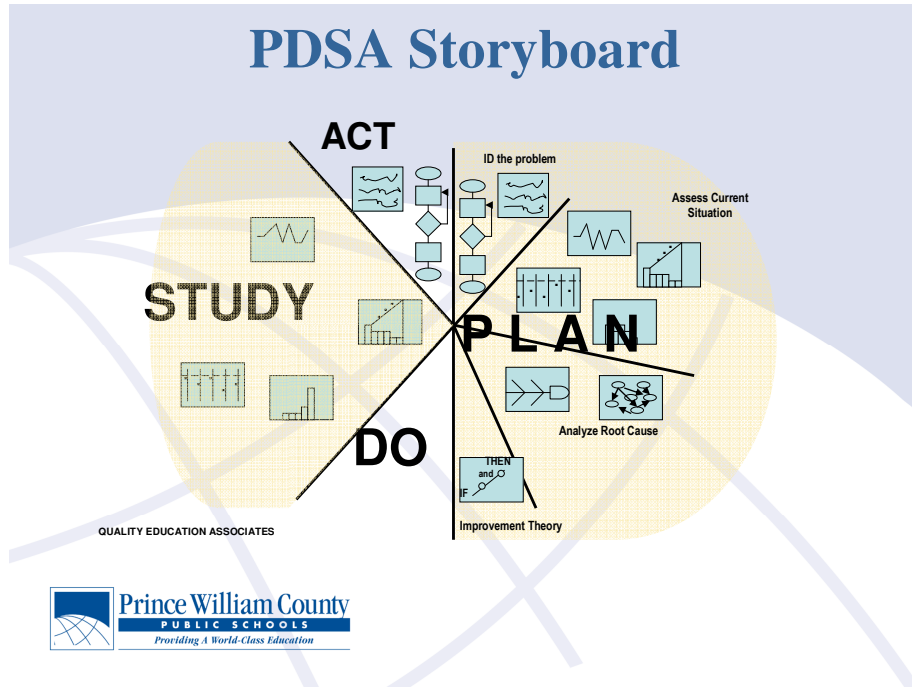 PDSA Storyboard
ACT
ID the problem
Assess Current
Situation
STUDY
PLAN
Analyze Root Cause
DO
THEN
and
IF
Improvement Theory
QUALITY EDUCATION ASSOCIATES
Prince William County
PUBLIC SCHOOLS
Providing A World-Class Education